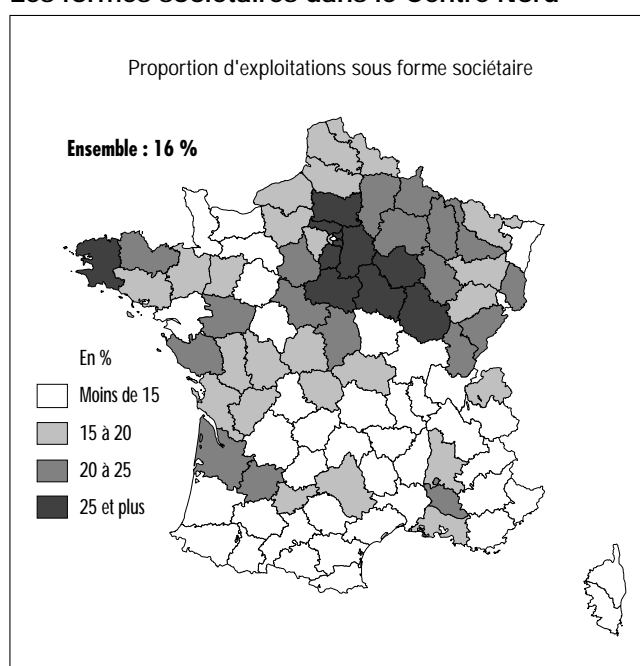 Les formes sociétaires dans le Centre Nord
Proportion d'exploitations sous forme sociétaire
Ensemble : 16 %
En %
Moins de 15
15 à 20
20 à 25
25 et plus